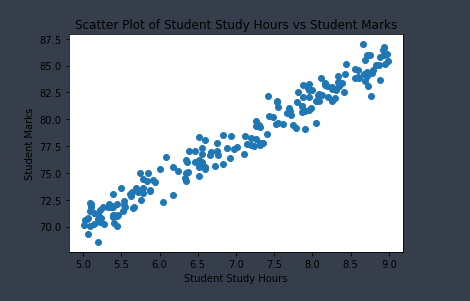 Scatter Plot of Student Study Hours vs Student Marks
87.5
85.0
82.5
80.0
77.5
75.0
72.5
70.0
Student Marks
5.0 5.5 6.0 6.5 7.0 7.5 8.0 8.5 9.0
Student Study Hours